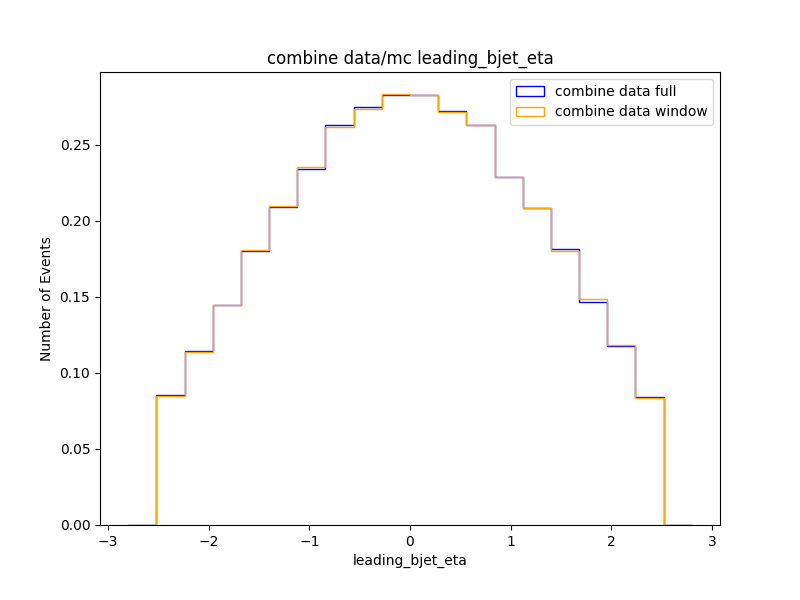 combine data/mc leading_bjet_eta
combine data full
combine data window
Number of Events
0.25
0.20
0.15
0.10
0.05
0.00
−3
−2
−1
0
1
2
3
leading_bjet_eta